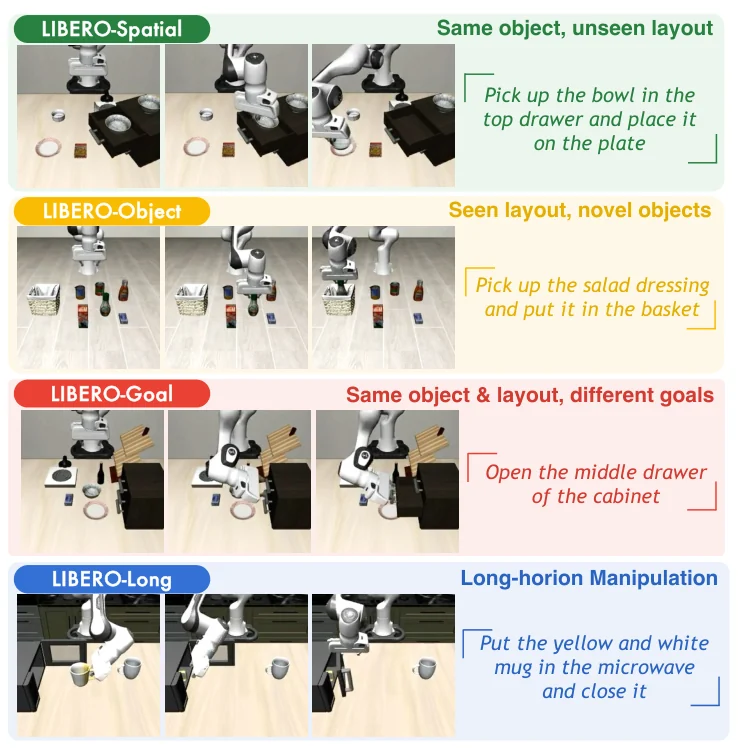 LIBERO-Spatial
Same object, unseen layout
Pick up the bowl in the
top drawer and place it
on the plate
LIBERO-Object
Seen layout, novel objects
Pick up the salad dressing
and put it in the basket
LIBERO-Goal
Same object & layout, different goals
Open the middle drawer
of the cabinet
LIBERO-Long
Long-horion Manipulation
Put the yellow and white
mug in the microwave
and close it